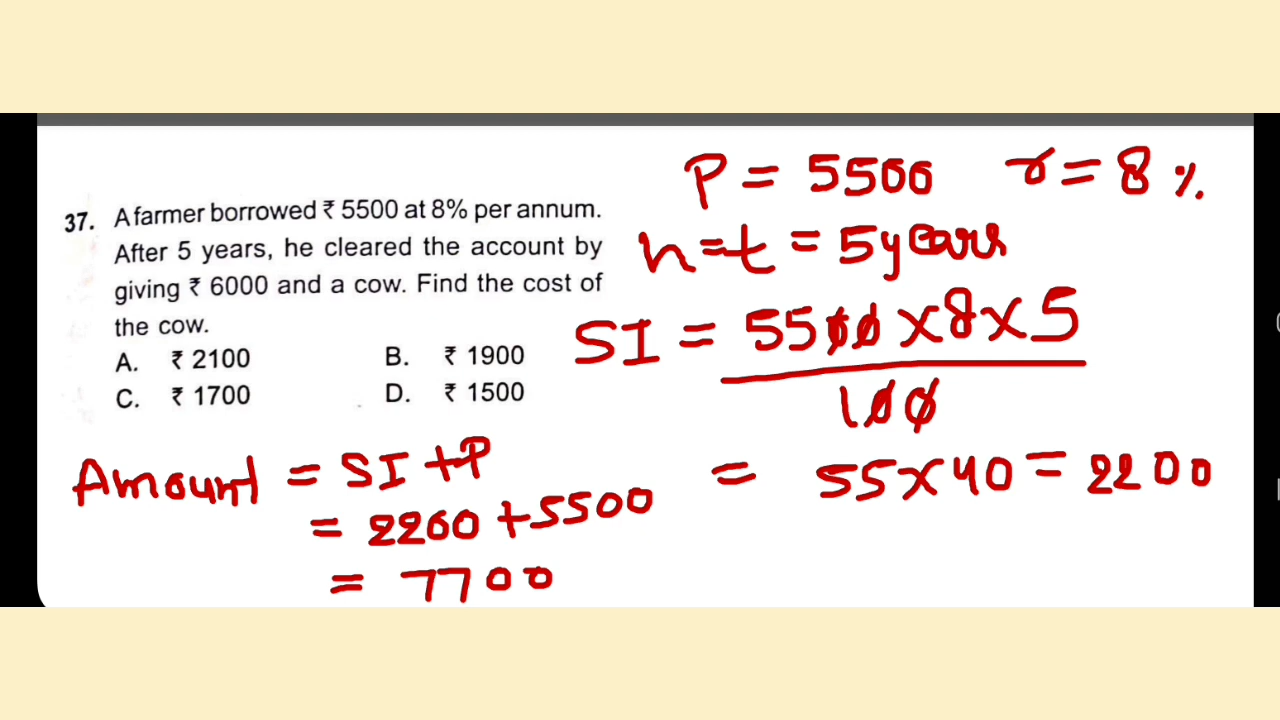 37. A farmer borrowed ₹ 5500 at 8% per annum.
After 5 years, he cleared the account by
giving ₹ 6000 and a cow. Find the cost of
the cow.
A. ₹ 2100 B. ₹ 1900
C. ₹ 1700 D. ₹ 1500
P = 5500 r = 8 %
n = t = 5 years
SI = 5500 × 8 × 5
100
= 55 × 40 = 2200
Amount = SI + P
= 2200 + 5500
= 7700